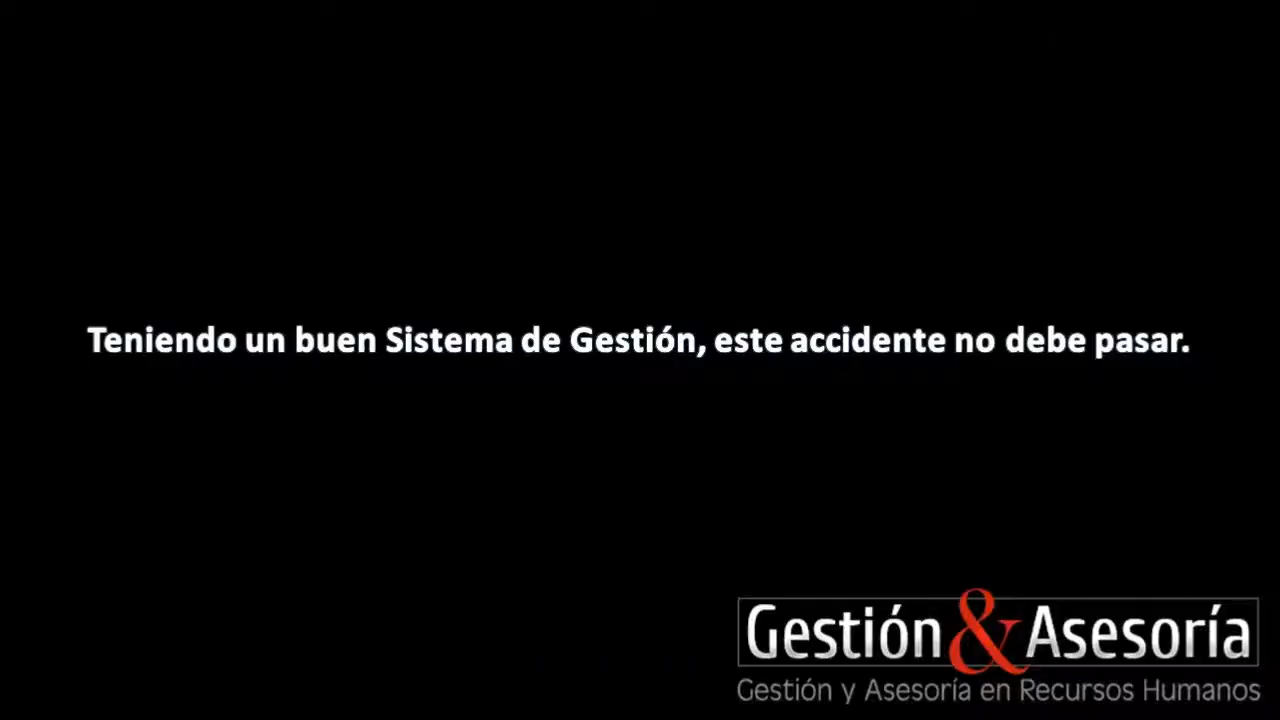 Teniendo un buen Sistema de Gestión, este accidente no debe pasar.
Gestión & Asesoría
Gestión y Asesoría en Recursos Humanos